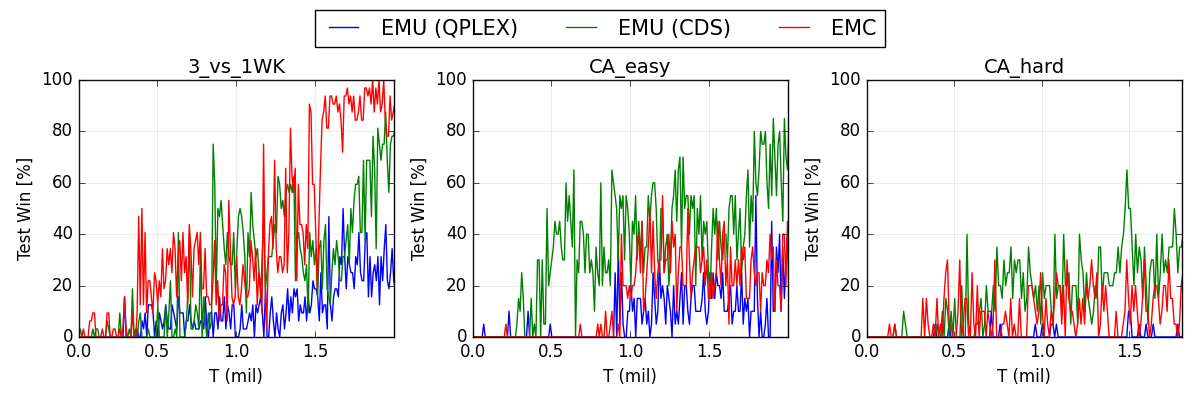 EMU (QPLEX) EMU (CDS) EMC
3_vs_1WK CA_easy CA_hard
100 100 100
80 80 80
60 60 60
40 40 40
20 20 20
0 0 0
Test Win [%] Test Win [%] Test Win [%]
0.0 0.5 1.0 1.5 0.0 0.5 1.0 1.5 0.0 0.5 1.0 1.5
T (mil) T (mil) T (mil)